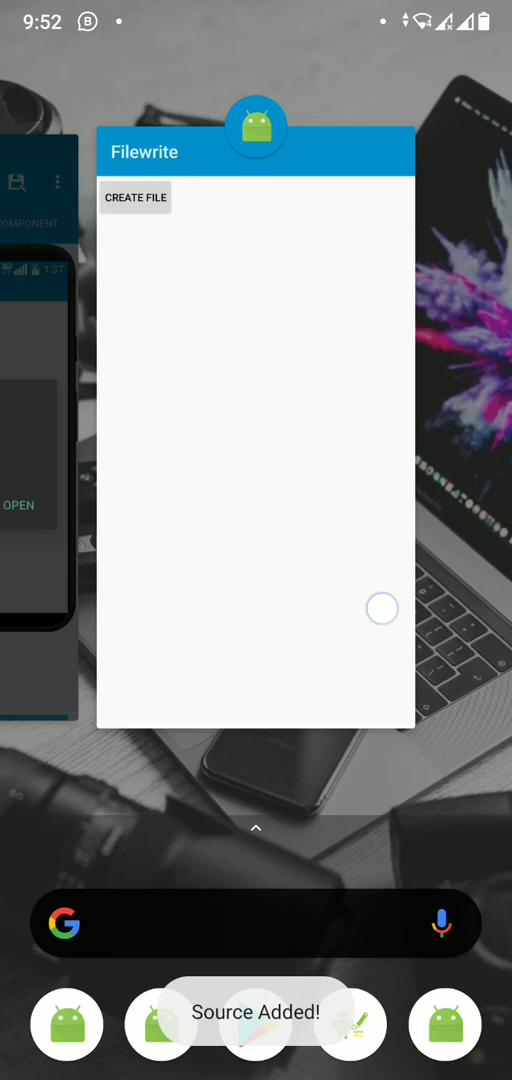 9:52
Filewrite
CREATE FILE
COMPONENT
1:37
OPEN
Source Added!